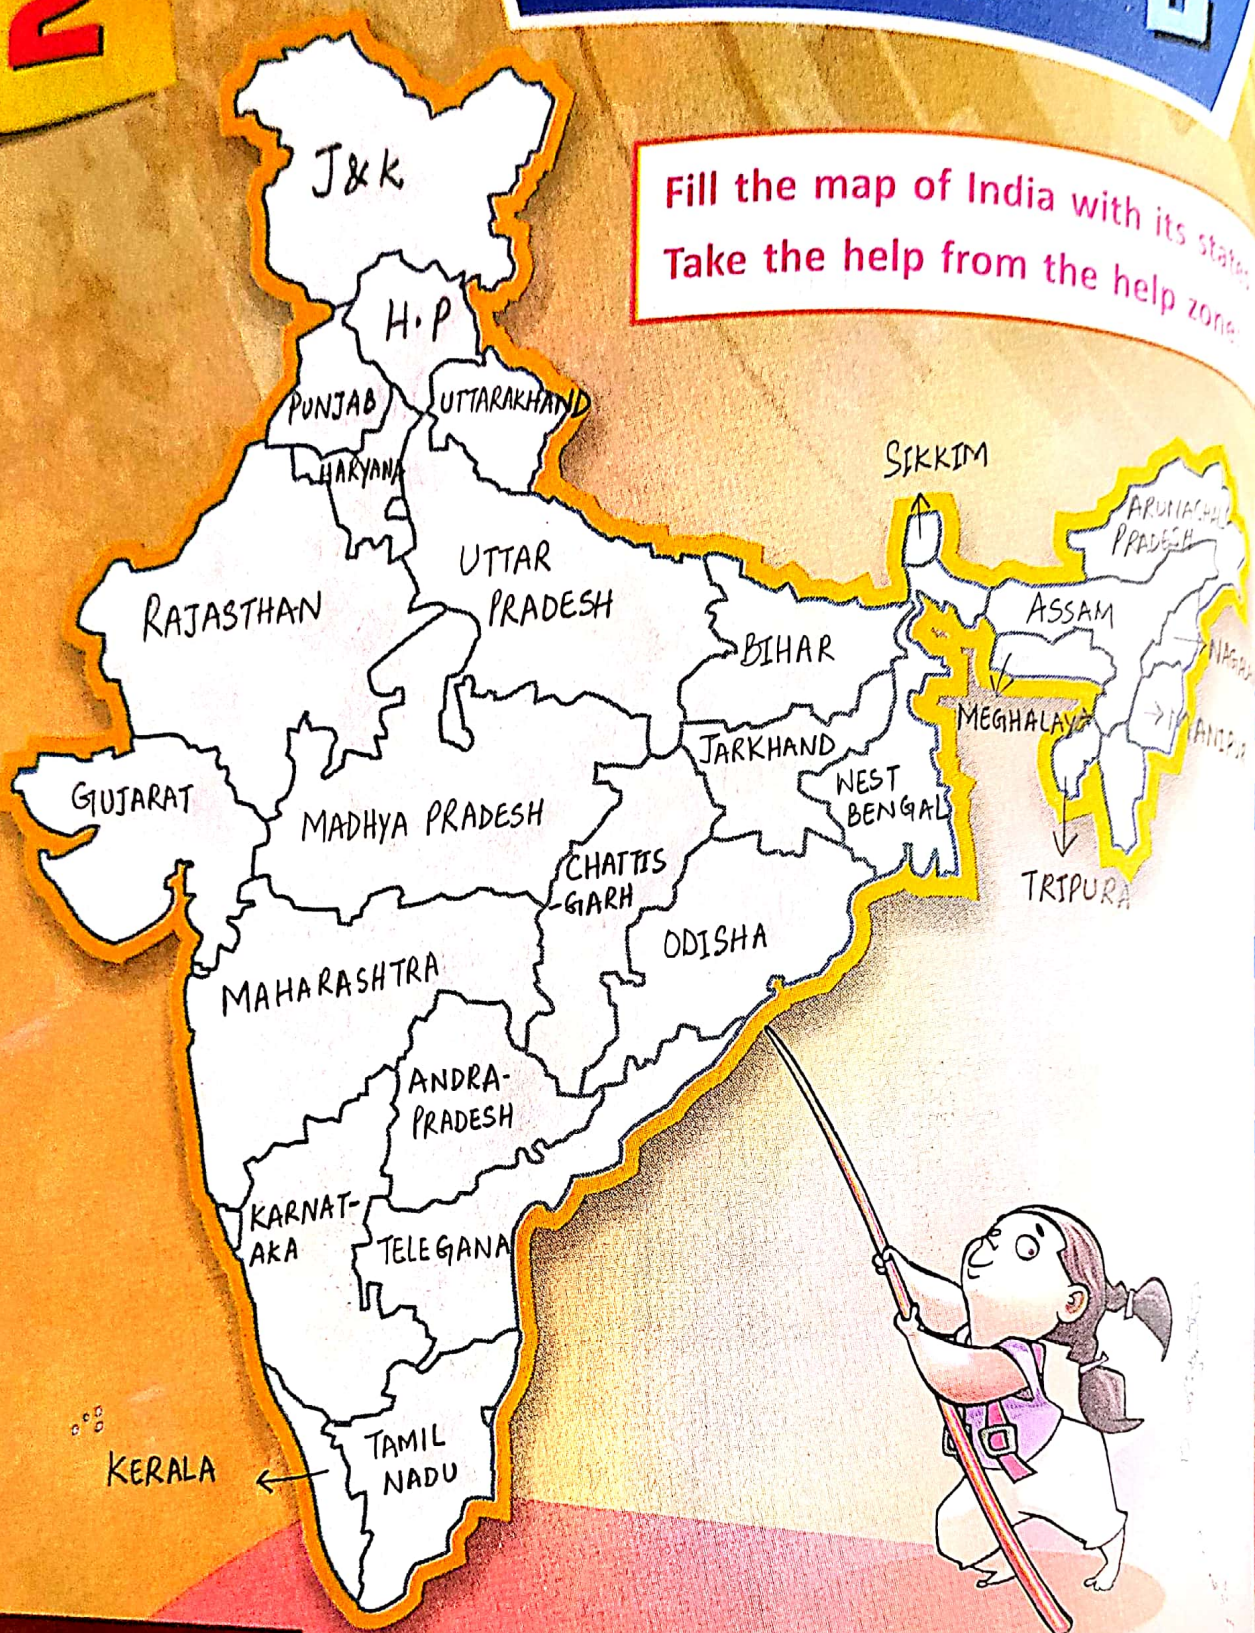 Fill the map of India with its
Take the help from the help zone
J&K
H.P
PUNJAB
UTTARAKHAND
HARYANA
SIKKIM
ARUNACHAL
PRADESH
UTTAR
PRADESH
RAJASTHAN
ASSAM
BIHAR
MEGHALAYA
JARKHAND
GUJARAT
WEST
BENGAL
MADHYA PRADESH
CHATTIS
-GARH
TRIPURA
ODISHA
MAHARASHTRA
ANDRA-
PRADESH
KARNAT-
AKA
TELEGANA
TAMIL
NADU
KERALA